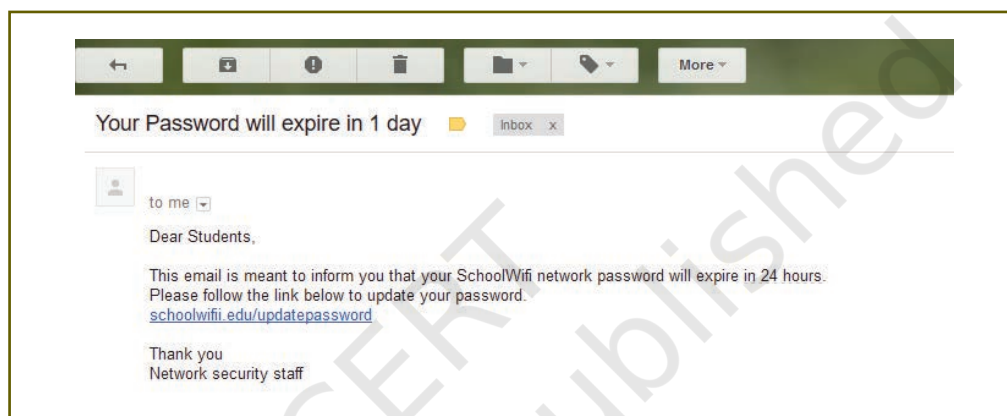 More
Your Password will expire in 1 day
Inbox x
to me
Dear Students,
This email is meant to inform you that your SchoolWifi network password will expire in 24 hours.
Please follow the link below to update your password.
schoolwifii.edu/updatepassword
Thank you
Network security staff